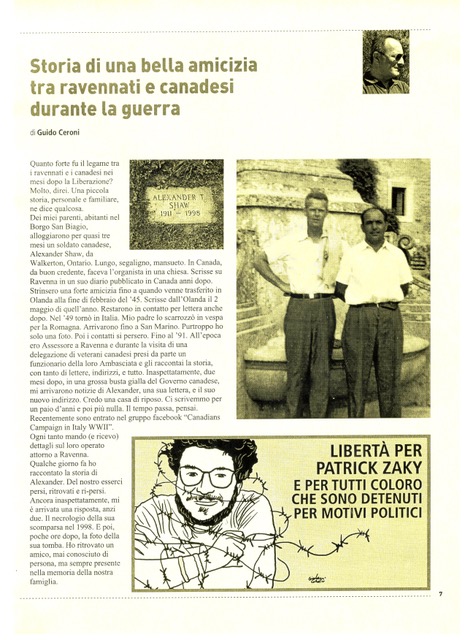 Storia di una bella amicizia
tra ravennati e canadesi
durante la guerra
di Guido Ceroni
Quanto forte fu il legame tra
i ravennati e i canadesi nei
mesi dopo la Liberazione?
Molto, direi. Una piccola
storia, personale e familiare,
ne dice qualcosa.
Dei miei parenti, abitanti nel
Borgo San Biagio,
alloggiarono per quasi tre
mesi un soldato canadese,
Alexander Shaw, da
Walkerton, Ontario. Lungo, segaligno, mansueto. In Canada,
da buon credente, faceva l'organista in una chiesa. Scrisse su
Ravenna in un suo diario pubblicato in Canada anni dopo.
Strinsero una forte amicizia fino a quando venne trasferito in
Olanda alla fine di febbraio del '45. Scrisse dall'Olanda il 2
maggio di quell'anno. Restarono in contatto per lettera anche
dopo. Nel '49 tornò in Italia. Mio padre lo scarrozzò in vespa
per la Romagna. Arrivarono fino a San Marino. Purtroppo ho
solo una foto. Poi i contatti si persero. Fino al '91. All'epoca
ero Assessore a Ravenna e durante la visita di una
delegazione di veterani canadesi presi da parte un
funzionario della loro Ambasciata e gli raccontai la storia,
con tanto di lettere, indirizzi, e tutto. Inaspettatamente, due
mesi dopo, in una grossa busta gialla del Governo canadese,
mi arrivarono notizie di Alexander, una sua lettera, e il suo
nuovo indirizzo. Credo una casa di riposo. Ci scrivemmo per
un paio d'anni e poi più nulla. Il tempo passa, pensai.
Recentemente sono entrato nel gruppo facebook "Canadians
Campaign in Italy WWII".
Ogni tanto mando (e ricevo)
dettagli sul loro operato
attorno a Ravenna.
Qualche giorno fa ho
raccontato la storia di
Alexander. Del nostro esserci
persi, ritrovati e ri-persi.
Ancora inaspettatamente, mi
è arrivata una risposta, anzi
due. Il necrologio della sua
scomparsa nel 1998. E poi,
poche ore dopo, la foto della
sua tomba. Ho ritrovato un
amico, mai conosciuto di
persona, ma sempre presente
nella memoria della nostra
famiglia.
ALEXANDER T.
SHAW
1911 – 1998
LIBERTÀ PER
PATRICK ZAKY
E PER TUTTI COLORO
CHE SONO DETENUTI
PER MOTIVI POLITICI
7